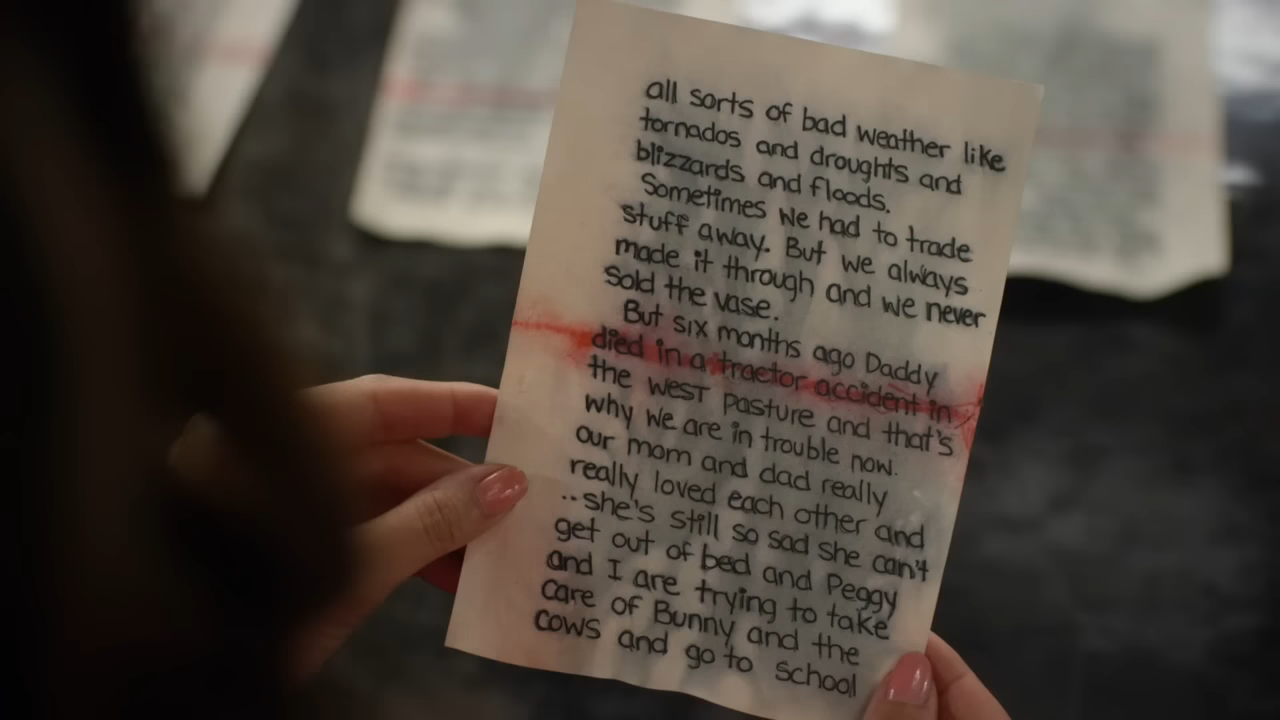 all sorts of bad weather like
tornados and droughts and
blizzards and floods.
Sometimes we had to trade
stuff away. But we always
made it through and we never
sold the vase.
But six months ago Daddy
died in a tractor accident in
the west pasture and that's
why we are in trouble now.
our mom and dad really
really loved each other and
..she's still so sad she can't
get out of bed and Peggy
and I are trying to take
care of Bunny and the
cows and go to school